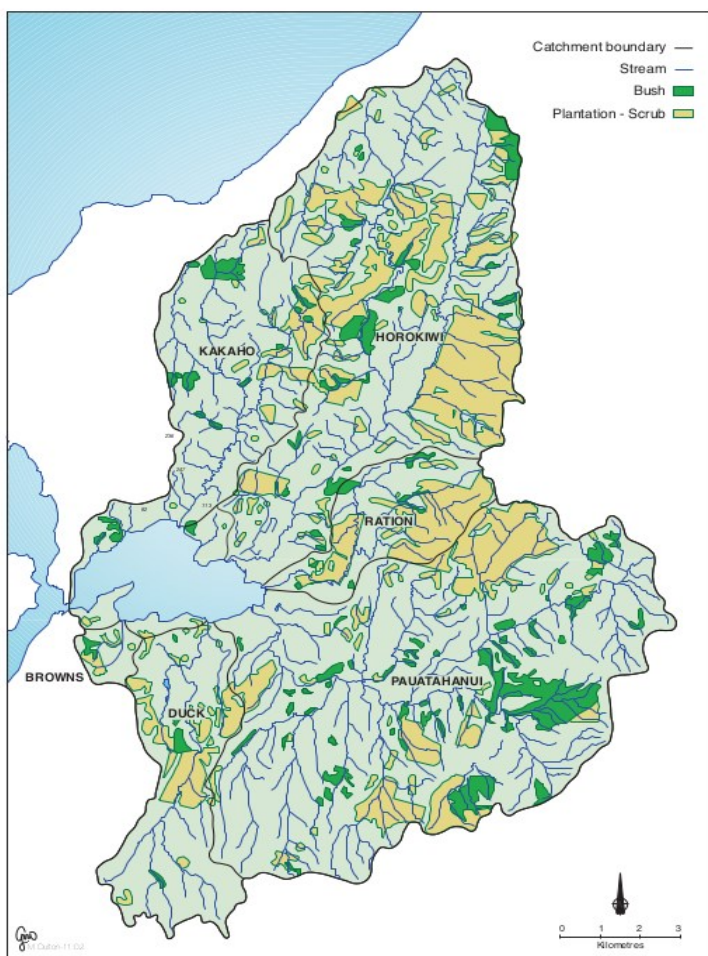 Catchment boundary
Stream
Bush
Plantation - Scrub
KAKAHO
HOROKIWI
RATION
BROWNS
PAUATAHANUI
DUCK
0 1 2 3
Kilometres